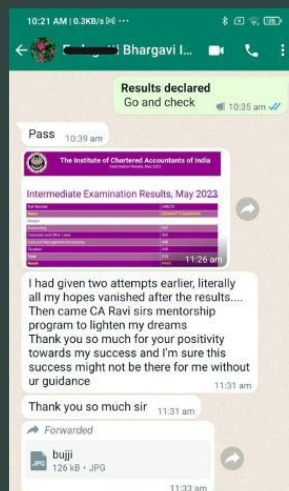 10:21 AM | 0.3KB/s
Bhargavi I...
Results declared
Go and check
10:35 am
Pass 10:39 am
The Institute of Chartered Accountants of India
Intermediate Examination Results, May 2023
11:26 am
I had given two attempts earlier, literally
all my hopes vanished after the results....
Then came CA Ravi sirs mentorship
program to lighten my dreams
Thank you so much for your positivity
towards my success and I'm sure this
success might not be there for me without
ur guidance
11:31 am
Thank you so much sir 11:31 am
Forwarded
bujji
JPG
126 kB • JPG
11:33 am